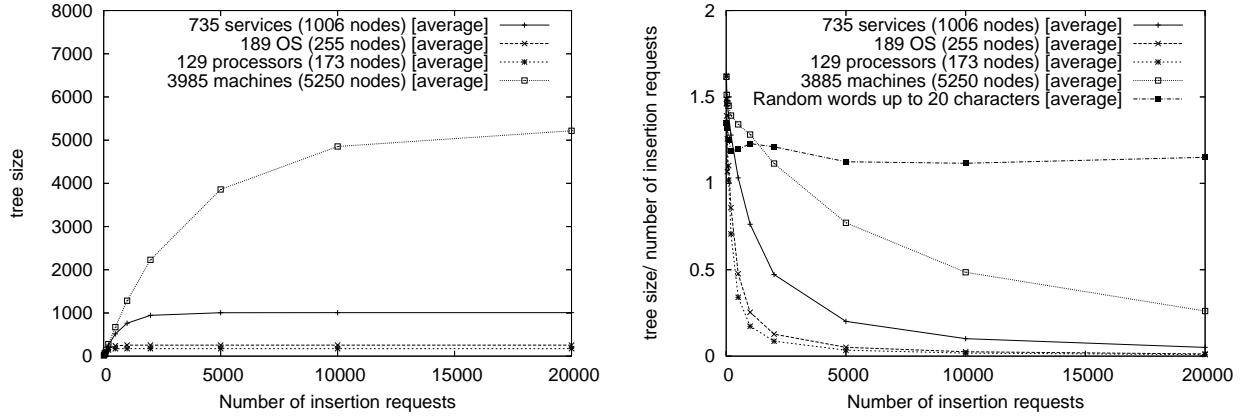 8000
7000
6000
5000
4000
3000
2000
1000
0
tree size
735 services (1006 nodes) [average]
189 OS (255 nodes) [average]
129 processors (173 nodes) [average]
3985 machines (5250 nodes) [average]
0
5000
10000
15000
20000
Number of insertion requests
2
1.5
1
0.5
0
tree size/ number of insertion requests
735 services (1006 nodes) [average]
189 OS (255 nodes) [average]
129 processors (173 nodes) [average]
3885 machines (5250 nodes) [average]
Random words up to 20 characters [average]
0
5000
10000
15000
20000
Number of insertion requests